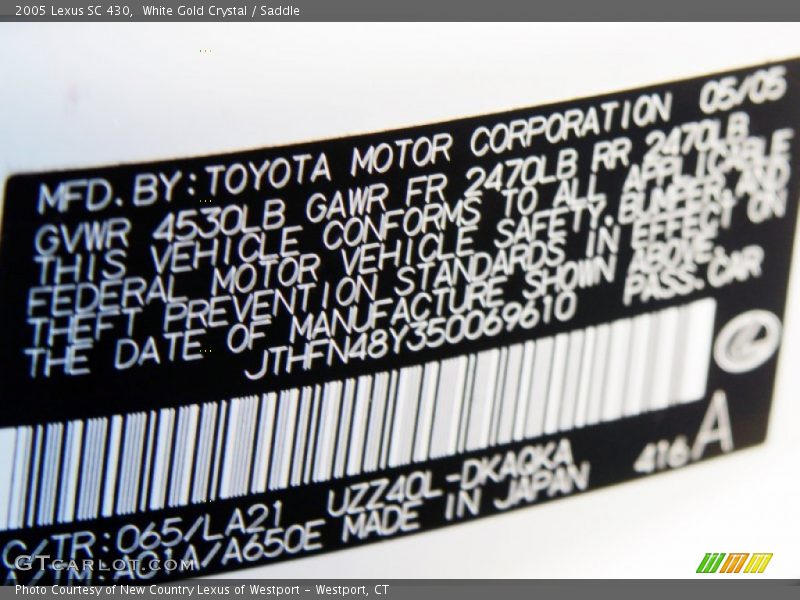 2005 Lexus SC 430,  White Gold Crystal / Saddle
MFD. BY: TOYOTA MOTOR CORPORATION 05/05
GVWR 4530LB GAWR FR 2470LB RR 2470LB
THIS VEHICLE CONFORMS TO ALL APPLICABLE
FEDERAL MOTOR VEHICLE SAFETY, BUMPER, AND
THEFT PREVENTION STANDARDS IN EFFECT ON
THE DATE OF MANUFACTURE SHOWN ABOVE.
JTHFN48Y350069610 PASS. CAR
C/TR: 065/LA21 UZZ40L-DKAQKA 416 A
A/TM: A01A/A650E MADE IN JAPAN
GTcarlot.com
Photo Courtesy of New Country Lexus of Westport – Westport, CT